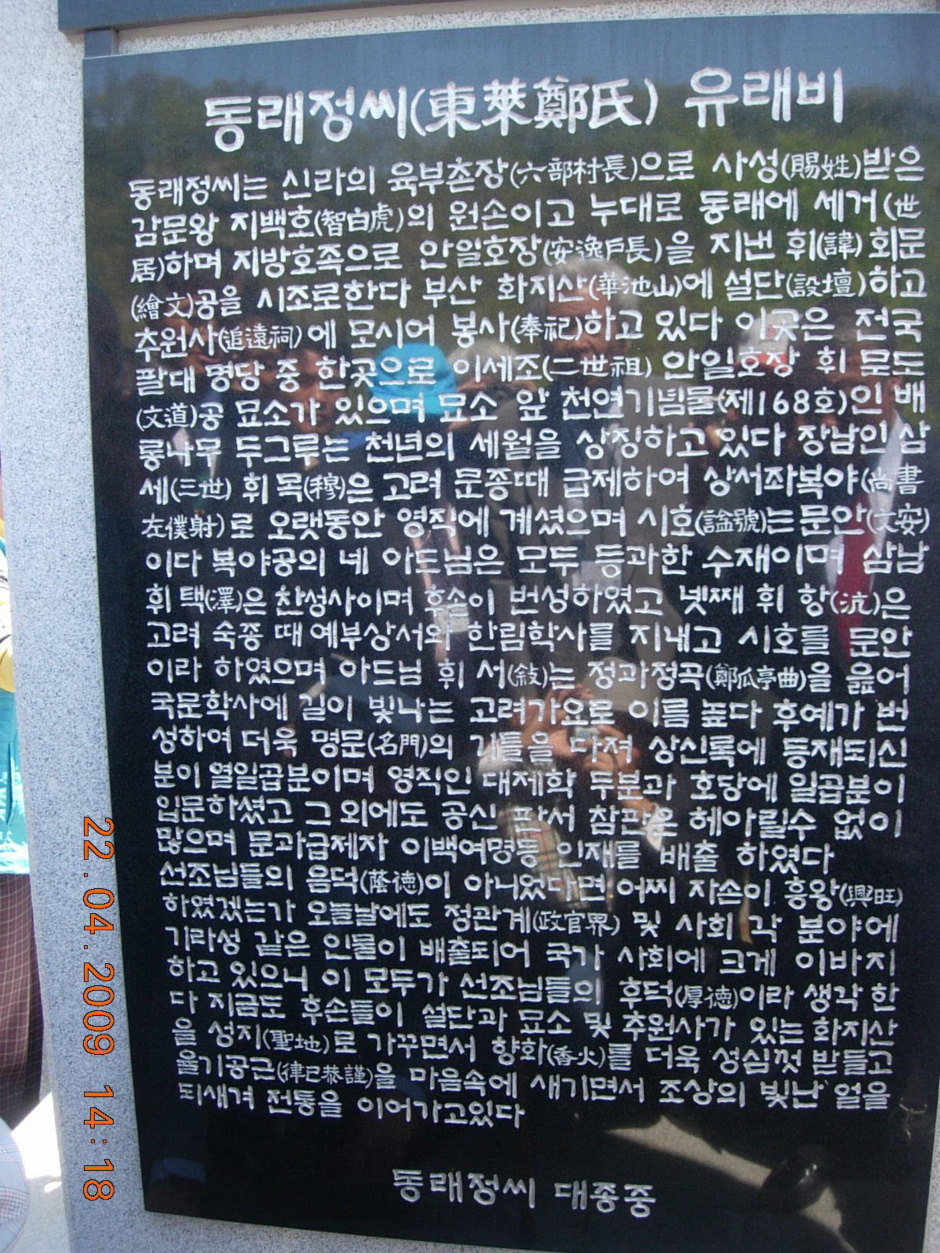 동래정씨(東萊鄭氏) 유래비
동래정씨는 신라의 육부촌장(六部村長)으로 사성(賜姓)받은
감문왕 지백호(智白虎)의 원손이고 누대로 동래에 세거(世
居)하며 지방호족으로 안일호장(安逸戶長)을 지낸 휘(諱) 회문
(繪文)공을 시조로한다 부산 화지산(華池山)에 설단(設壇)하고
추원사(追遠祠)에 모시어 봉사(奉祀)하고 있다 이곳은 전국
팔대 명당 중 한곳으로 이세조(二世祖) 안일호장 휘 문도
(文道)공 묘소가 있으며 묘소 앞 천연기념물(제168호)인 배
롱나무 두그루는 천년의 세월을 상징하고 있다 장남인 삼
세(三世) 휘 목(穆)은 고려 문종때 급제하여 상서좌복야(尚書
左僕射)로 오랫동안 영직에 계셨으며 시호(諡號)는 문안(文安)
이다 복야공의 네 아드님은 모두 등과한 수재이며 삼남
휘 택(澤)은 찬성사이며 후손이 번성하였고 넷째 휘 항(沆)은
고려 숙종 때 예부상서와 한림학사를 지내고 시호를 문안
이라 하였으며 아드님 휘 서(敍)는 정과정곡(鄭瓜亭曲)을 읊어
국문학사에 길이 빛나는 고려가요로 이름 높다 후예가 번
성하여 더욱 명문(名門)의 기틀을 다져 상신록에 등재되신
분이 열일곱분이며 영직인 대제학 두분과 호당에 일곱분이
입문하셨고 그 외에도 공신 판서 참판은 헤아릴수 없이
많으며 문과급제자 이백여명등 인재를 배출 하였다
선조님들의 음덕(蔭德)이 아니었다면 어찌 자손이 흥왕(興旺)
하였겠는가 오늘날에도 정관계(政官界) 및 사회 각 분야에
기라성 같은 인물이 배출되어 국가 사회에 크게 이바지
하고 있으니 이 모두가 선조님들의 후덕(厚德)이라 생각 한
다 지금도 후손들이 설단과 묘소 및 추원사가 있는 화지산
을 성지(聖地)로 가꾸면서 향화(香火)를 더욱 성심껏 받들고
율기공근(律己恭謹)을 마음속에 새기면서 조상의 빛난 얼을
되새겨 전통을 이어가고있다
동래정씨 대종중
22.04.2009 14:18